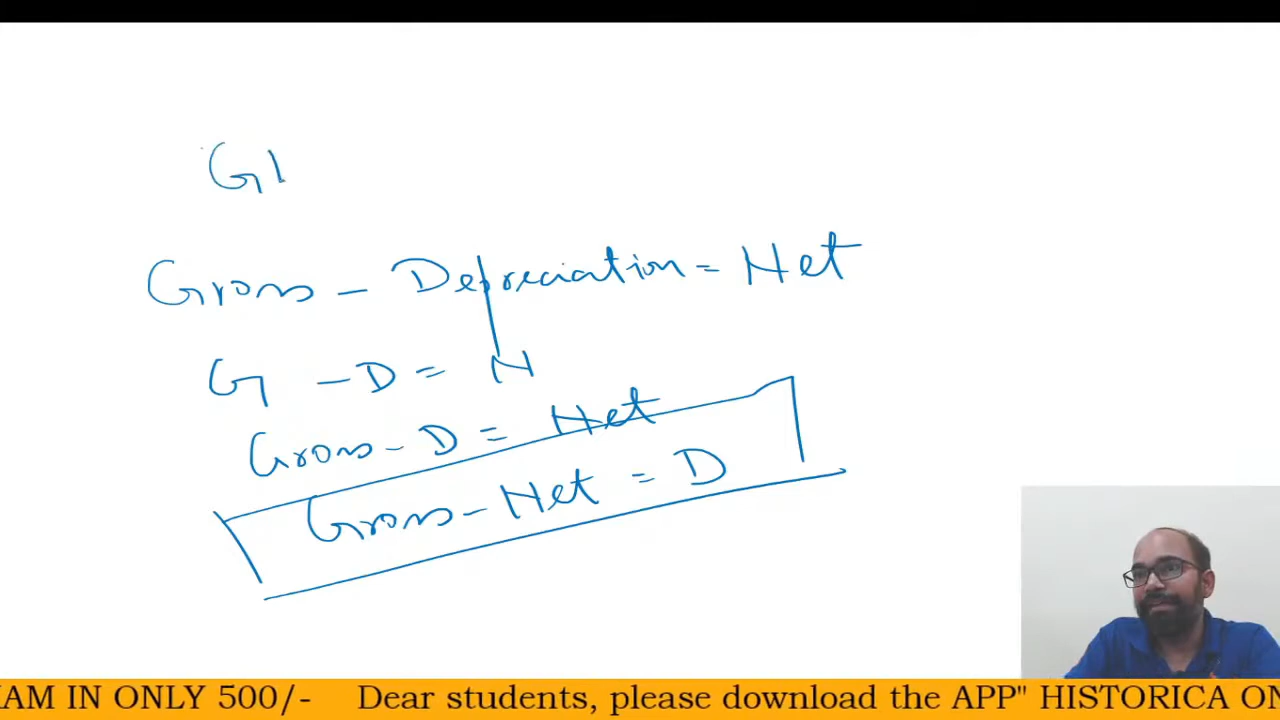 G I
Gross - Depreciation = Net
G - D = N
Gross - D = Net
Gross - Net = D
AM IN ONLY 500/- Dear students, please download the APP" HISTORICA ON